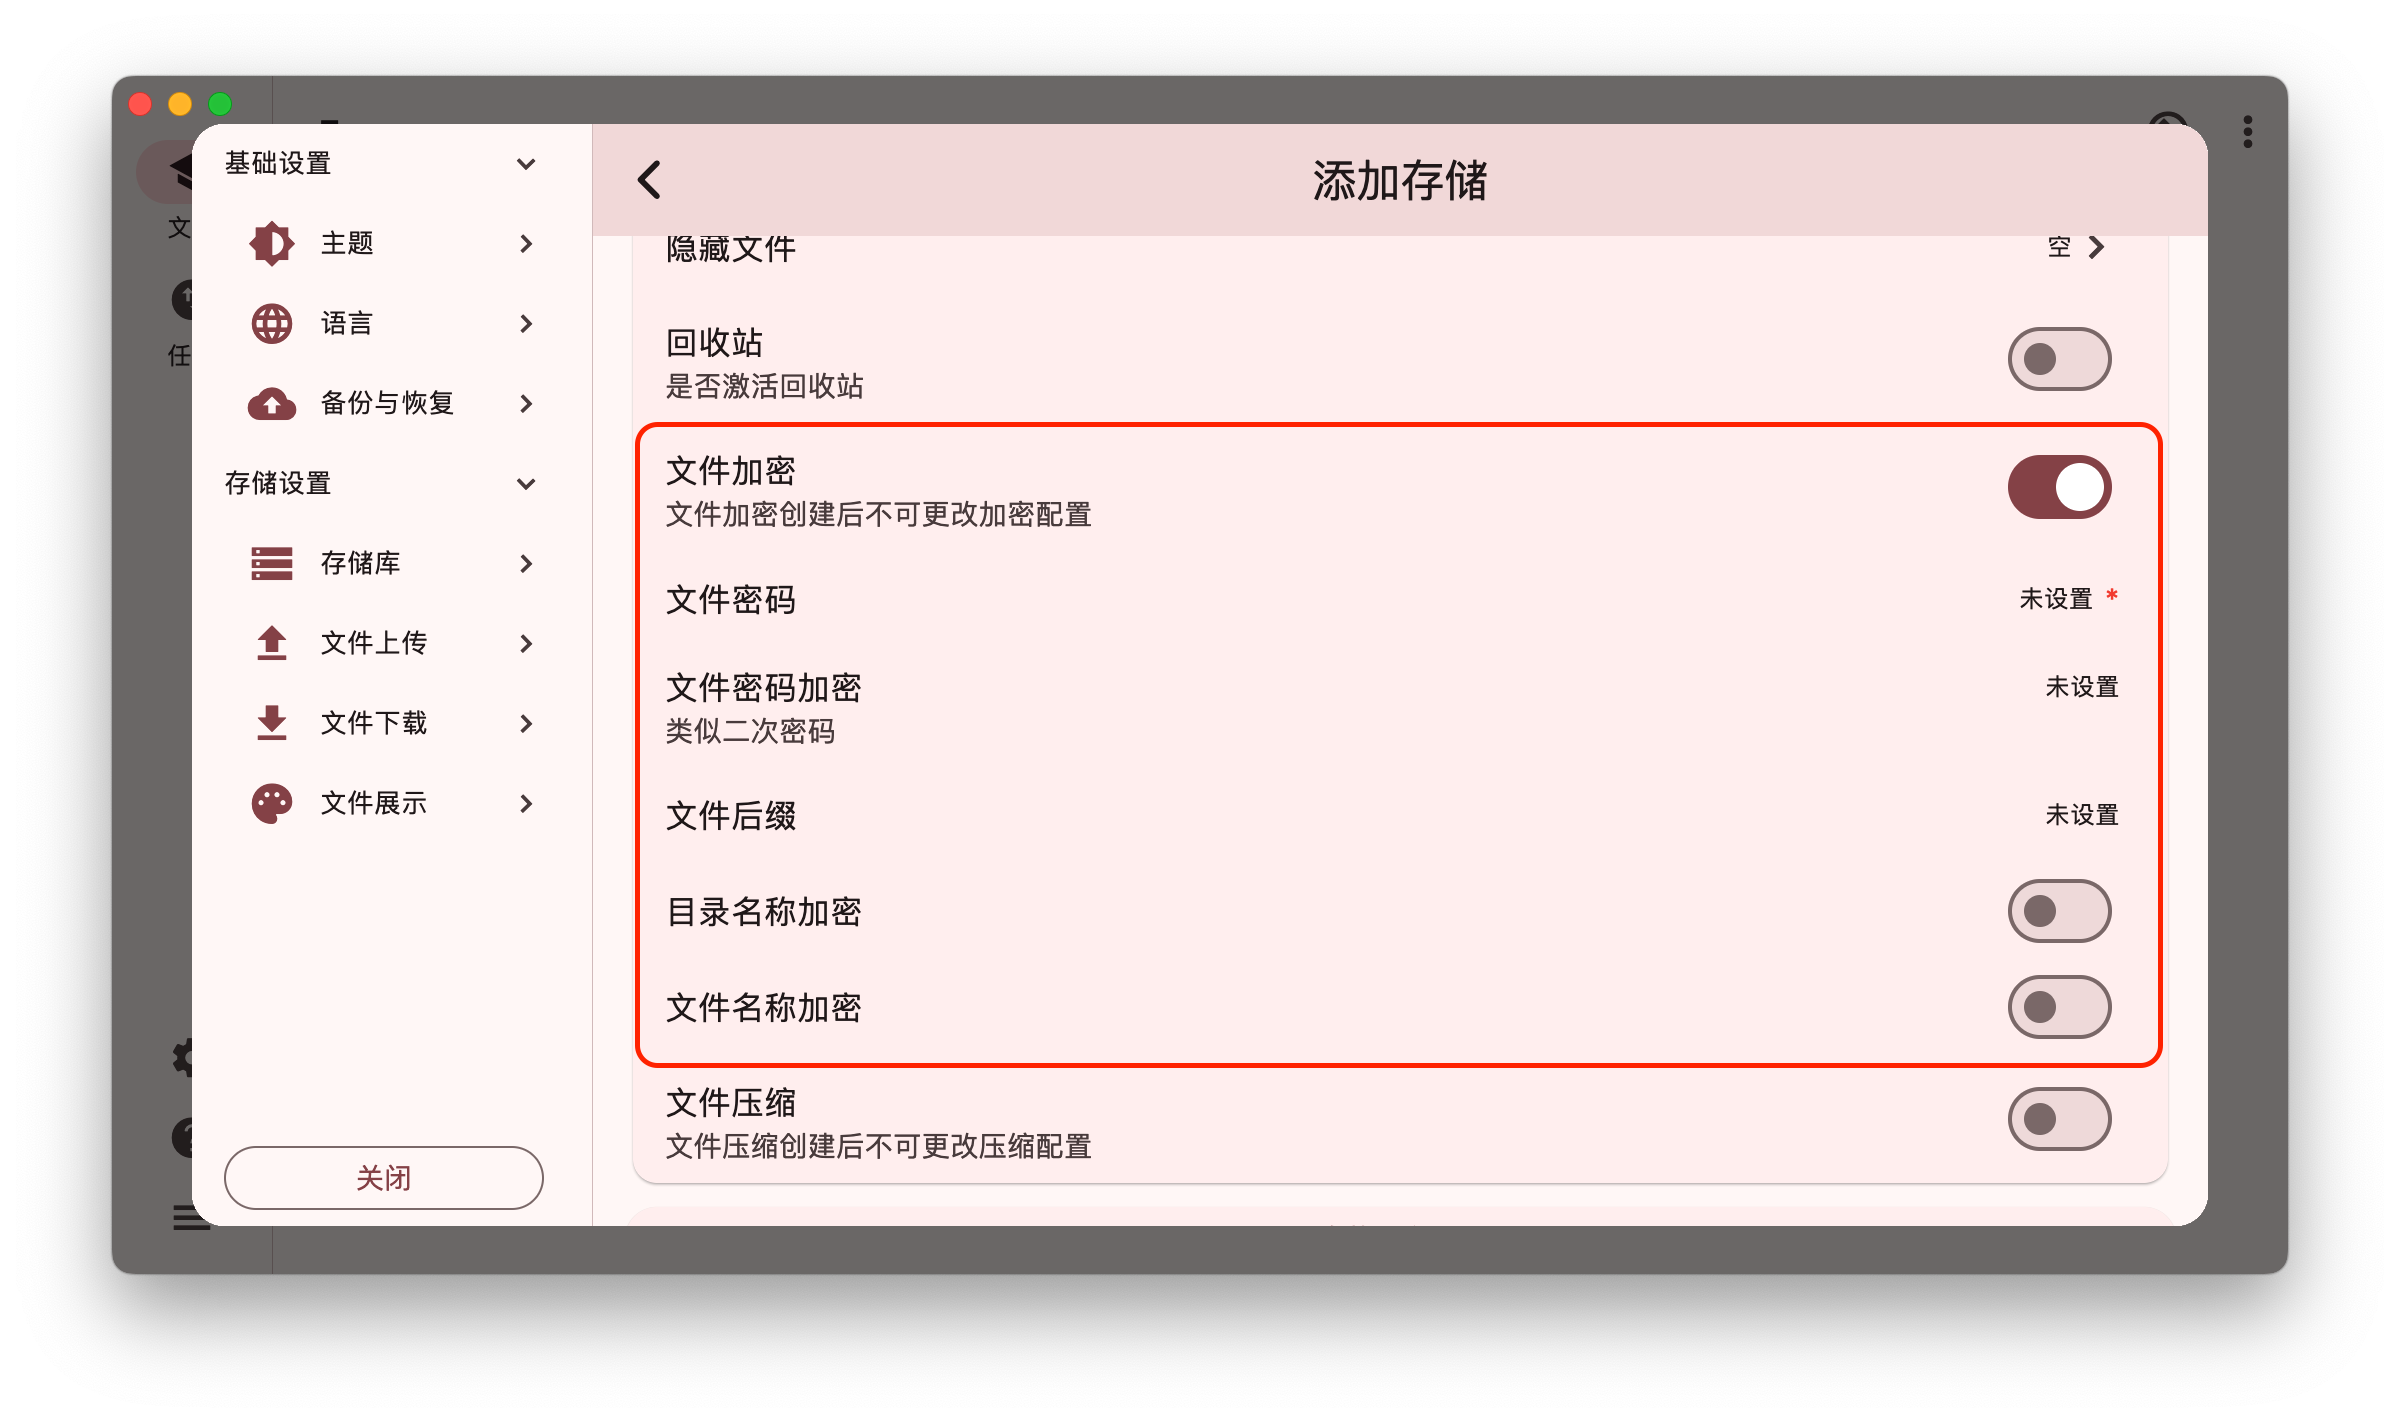 基础设置
主题
语言
备份与恢复
存储设置
存储库
文件上传
文件下载
文件展示
关闭
文
任
添加存储
隐藏文件 空
回收站
是否激活回收站
文件加密
文件加密创建后不可更改加密配置
文件密码 未设置 *
文件密码加密 未设置
类似二次密码
文件后缀 未设置
目录名称加密
文件名称加密
文件压缩
文件压缩创建后不可更改压缩配置